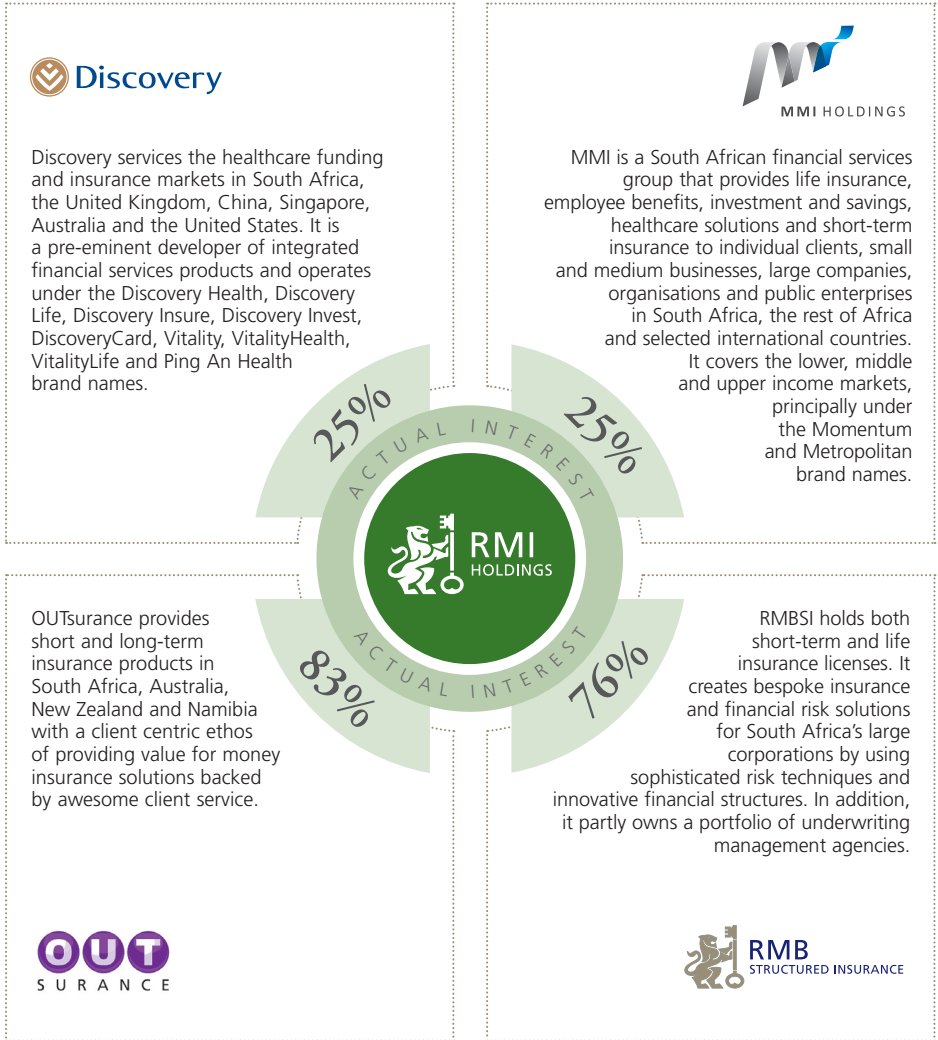 Discovery
Discovery services the healthcare funding
and insurance markets in South Africa,
the United Kingdom, China, Singapore,
Australia and the United States. It is
a pre-eminent developer of integrated
financial services products and operates
under the Discovery Health, Discovery
Life, Discovery Insure, Discovery Invest,
DiscoveryCard, Vitality, VitalityHealth,
VitalityLife and Ping An Health
brand names.
25%
MMI HOLDINGS
MMI is a South African financial services
group that provides life insurance,
employee benefits, investment and savings,
healthcare solutions and short-term
insurance to individual clients, small
and medium businesses, large companies,
organisations and public enterprises
in South Africa, the rest of Africa
and selected international countries.
It covers the lower, middle
and upper income markets,
principally under
the Momentum
and Metropolitan
brand names.
25%
ACTUAL INTEREST
RMI
HOLDINGS
ACTUAL INTEREST
83%
OUTsurance provides
short and long-term
insurance products in
South Africa, Australia,
New Zealand and Namibia
with a client centric ethos
of providing value for money
insurance solutions backed
by awesome client service.
OUT
SURANCE
76%
RMBSI holds both
short-term and life
insurance licenses. It
creates bespoke insurance
and financial risk solutions
for South Africa’s large
corporations by using
sophisticated risk techniques and
innovative financial structures. In addition,
it partly owns a portfolio of underwriting
management agencies.
RMB
STRUCTURED INSURANCE